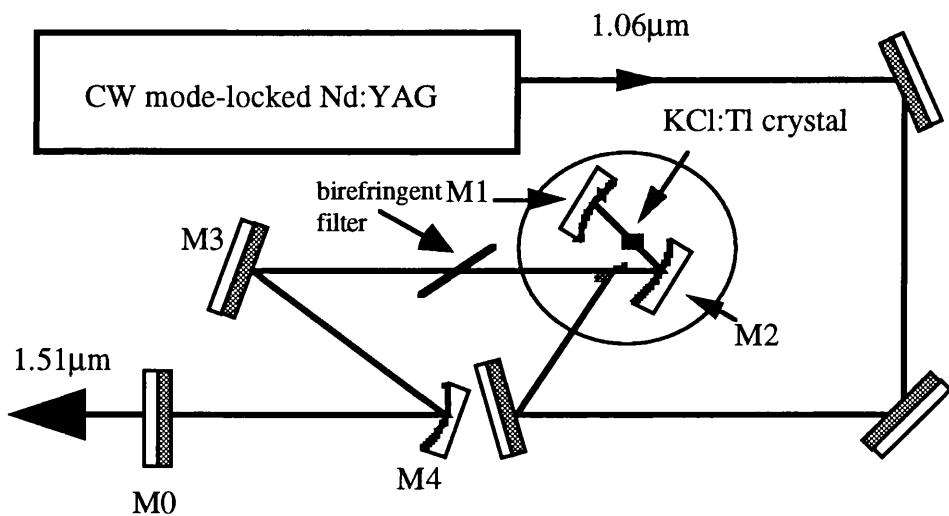 1.06μm
CW mode-locked Nd:YAG
KCl:Tl crystal
birefringent M1
filter
M3
M2
1.51μm
M4
M0